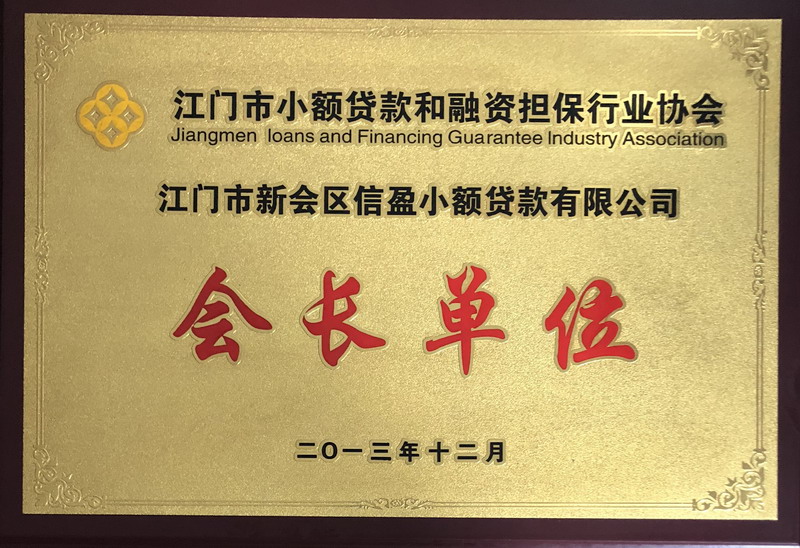 江门市小额贷款和融资担保行业协会
Jiangmen loans and Financing Guarantee Industry Association
江门市新会区信盈小额贷款有限公司
会长单位
二O一三年十二月